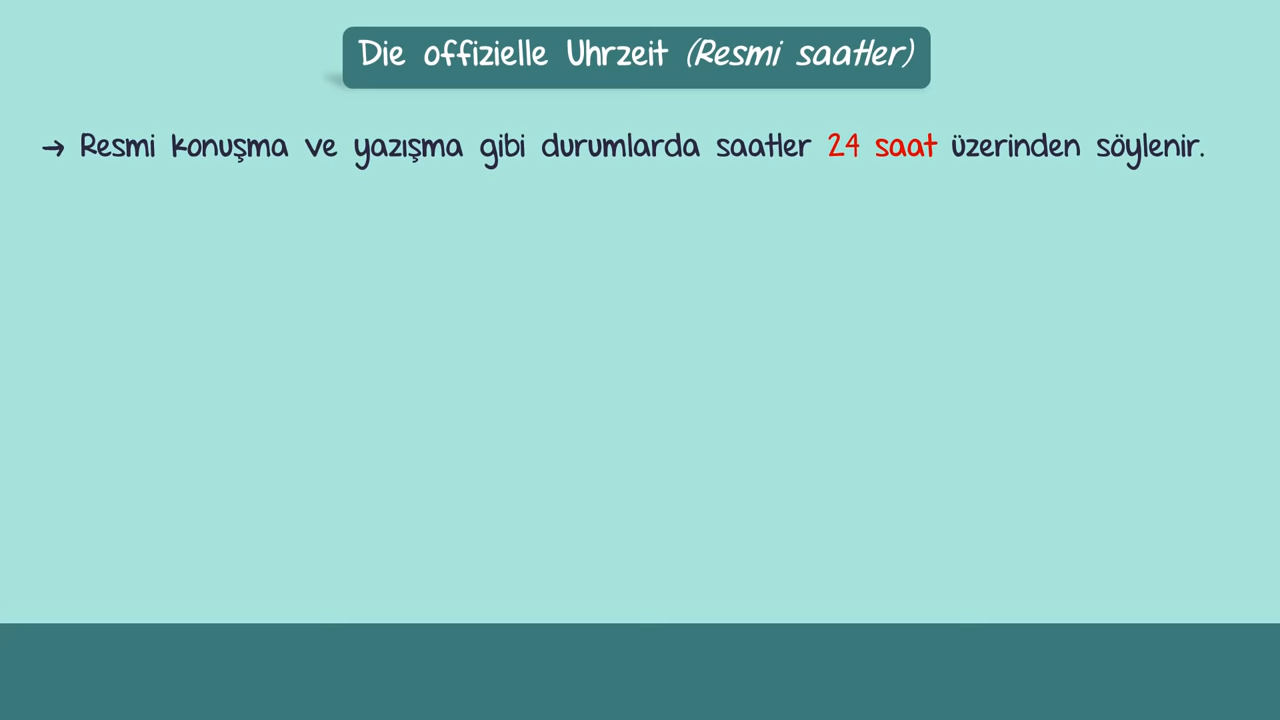 Die offizielle Uhrzeit (Resmi saatler)
→ Resmi konuşma ve yazışma gibi durumlarda saatler 24 saat üzerinden söylenir.